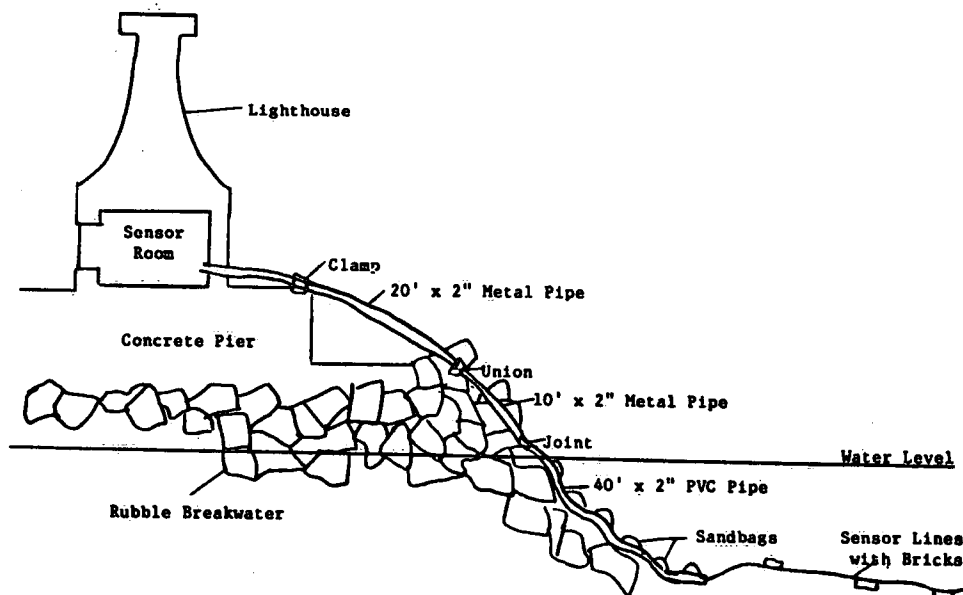 Lighthouse
Sensor
Room
Clamp
20' x 2" Metal Pipe
Concrete Pier
Union
10' x 2" Metal Pipe
Joint
Water Level
40' x 2" PVC Pipe
Rubble Breakwater
Sandbags
Sensor Lines
with Bricks